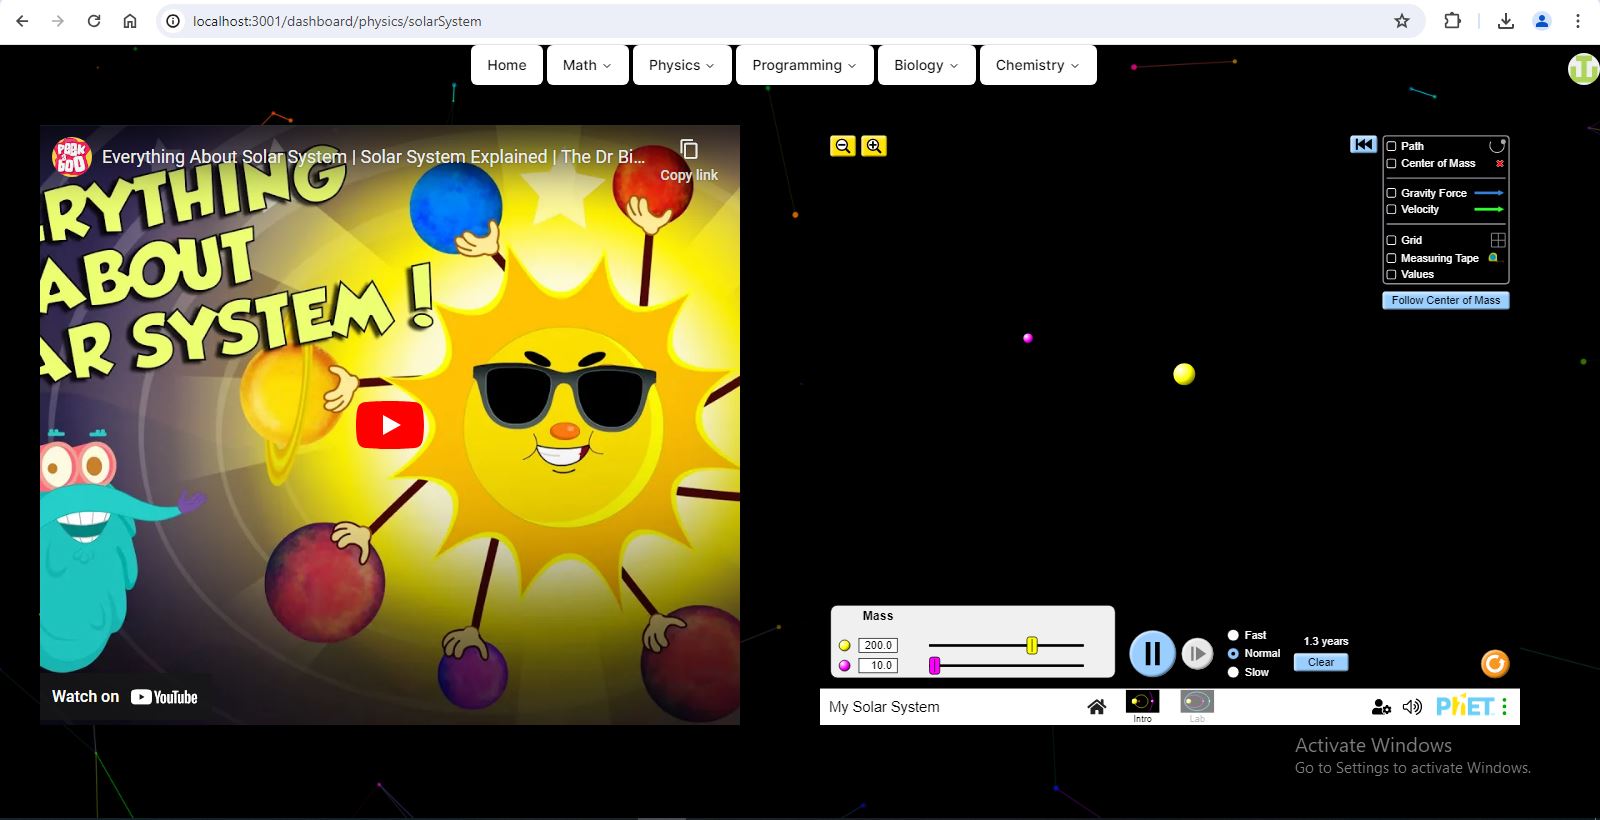 localhost:3001/dashboard/physics/solarSystem
Home
Math
Physics
Programming
Biology
Chemistry
PEEK
A
BOO
Everything About Solar System | Solar System Explained | The Dr Bi...
Copy link
ERYTHING
ABOUT
AR SYSTEM !
Watch on YouTube
Path
Center of Mass
Gravity Force
Velocity
Grid
Measuring Tape
Values
Follow Center of Mass
Mass
200.0
10.0
Fast
Normal
Slow
1.3 years
Clear
My Solar System
Intro
Lab
PhET
Activate Windows
Go to Settings to activate Windows.